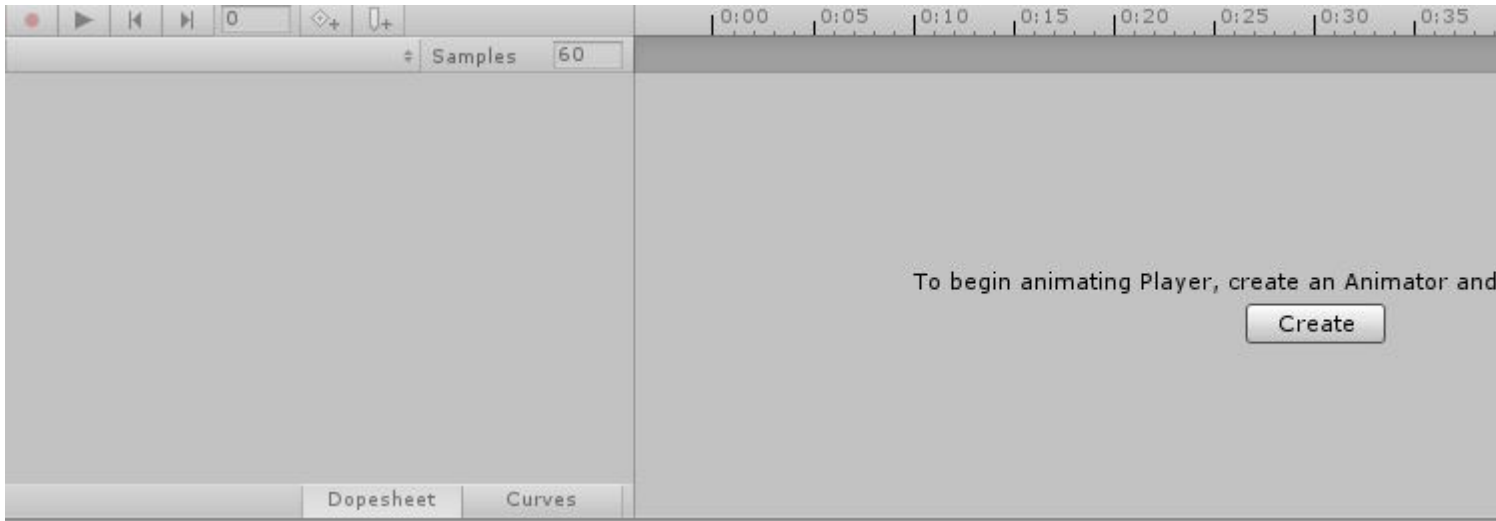 0 0:00 0:05 0:10 0:15 0:20 0:25 0:30 0:35
Samples 60
To begin animating Player, create an Animator and
Create
Dopesheet Curves